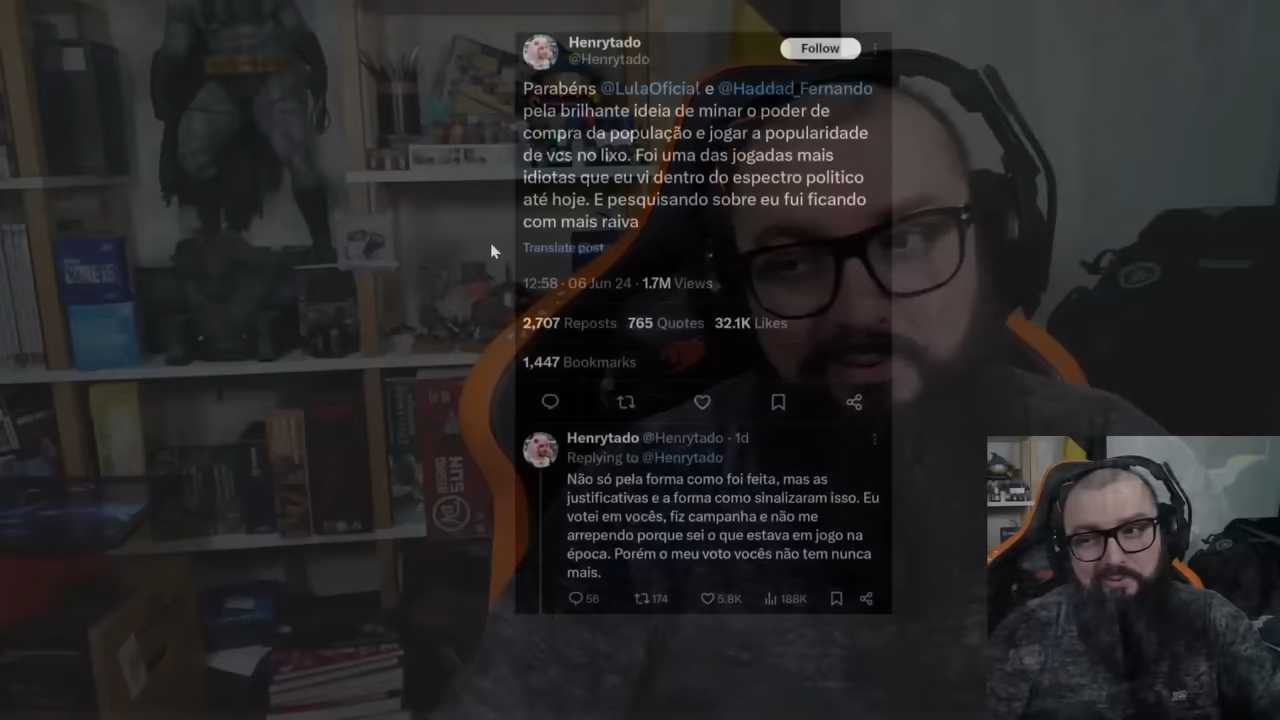 Henrytado
@Henrytado
Follow
Parabéns @LulaOficial e @Haddad_Fernando
pela brilhante ideia de minar o poder de
compra da população e jogar a popularidade
de vcs no lixo. Foi uma das jogadas mais
idiotas que eu vi dentro do espectro politico
até hoje. E pesquisando sobre eu fui ficando
com mais raiva
Translate post
12:58 · 06 Jun 24 · 1.7M Views
2,707 Reposts 765 Quotes 32.1K Likes
1,447 Bookmarks
Henrytado @Henrytado · 1d
Replying to @Henrytado
Não só pela forma como foi feita, mas as
justificativas e a forma como sinalizaram isso. Eu
votei em vocês, fiz campanha e não me
arrependo porque sei o que estava em jogo na
época. Porém o meu voto vocês não tem nunca
mais.
56 174 5.8K 188K
CORE i5
RISING
SUN